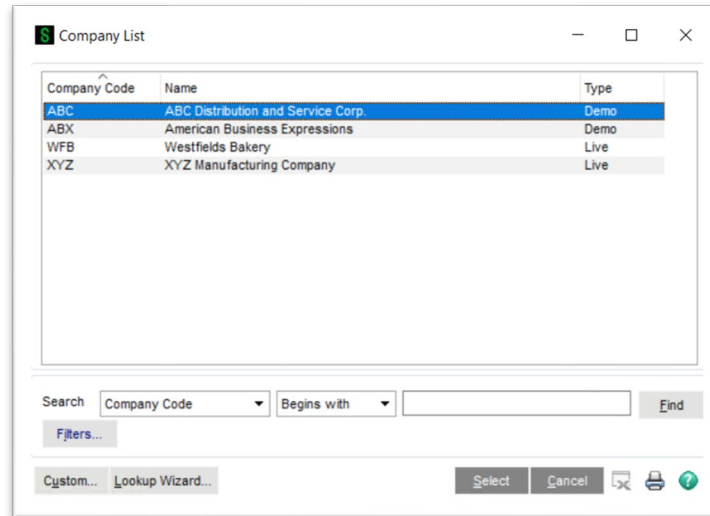 S Company List
Company Code Name Type
ABC ABC Distribution and Service Corp. Demo
ABX American Business Expressions Demo
WFB Westfields Bakery Live
XYZ XYZ Manufacturing Company Live
Search Company Code Begins with Find
Filters...
Custom... Lookup Wizard... Select Cancel ?